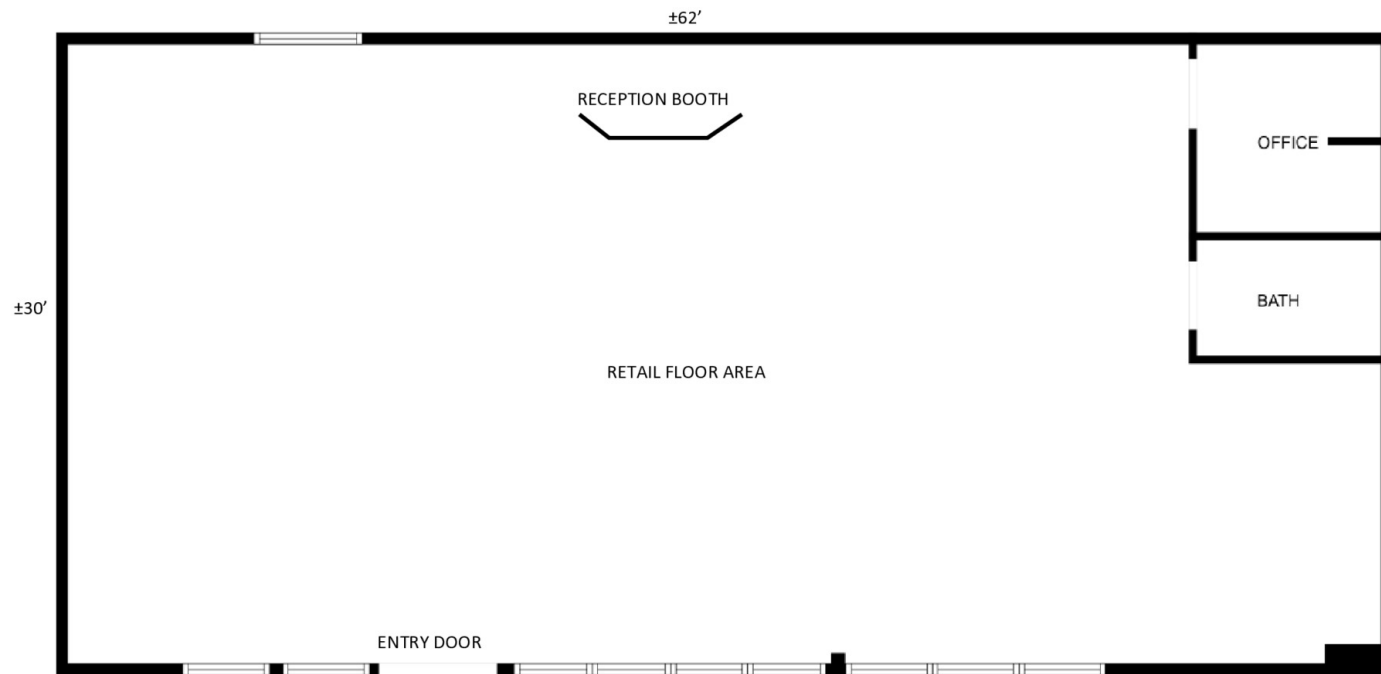 ±62’
RECEPTION BOOTH
OFFICE
±30’
BATH
RETAIL FLOOR AREA
ENTRY DOOR